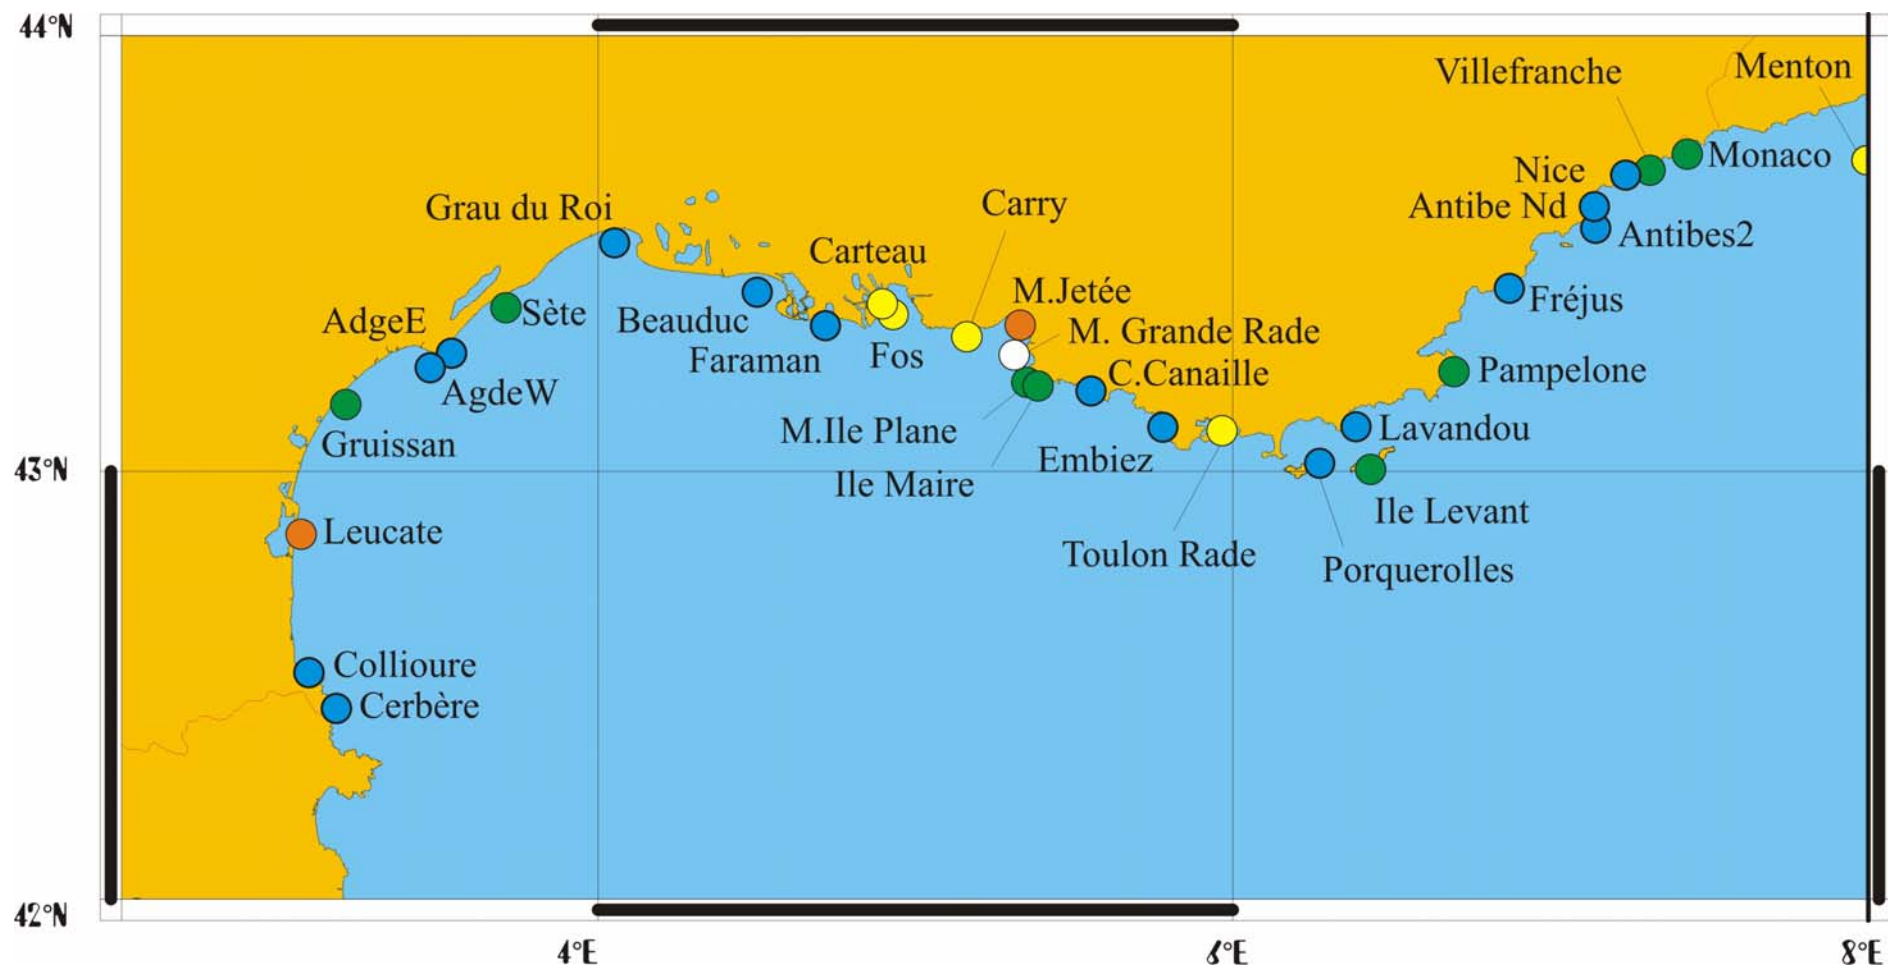 44°N
Villefranche
Menton
Nice
Monaco
Grau du Roi
Carry
Antibe Nd
Antibes2
Carteau
AdgeE
Sète
Beauduc
M.Jetée
Fréjus
Faraman
Fos
M. Grande Rade
AgdeW
C.Canaille
Pampelone
Gruissan
M.Ile Plane
Lavandou
43°N
Ile Maire
Embiez
Leucate
Ile Levant
Toulon Rade
Porquerolles
Collioure
Cerbère
42°N
4°E
6°E
8°E